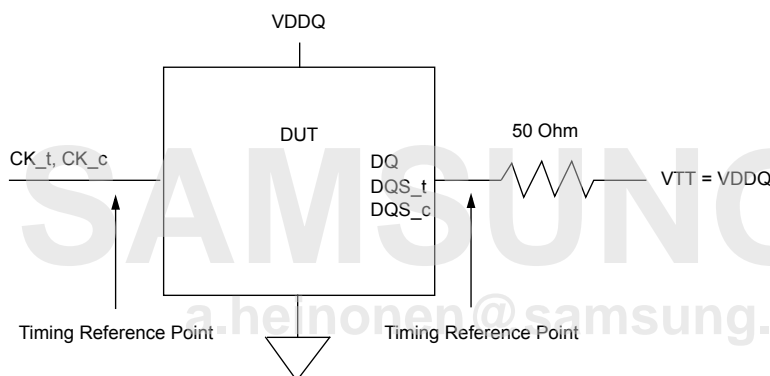 VDDQ
DUT
50 Ohm
CK_t, CK_c
DQ
DQS_t
DQS_c
VTT = VDDQ
SAMSUNG
a.heinonen@samsung.
Timing Reference Point
Timing Reference Point